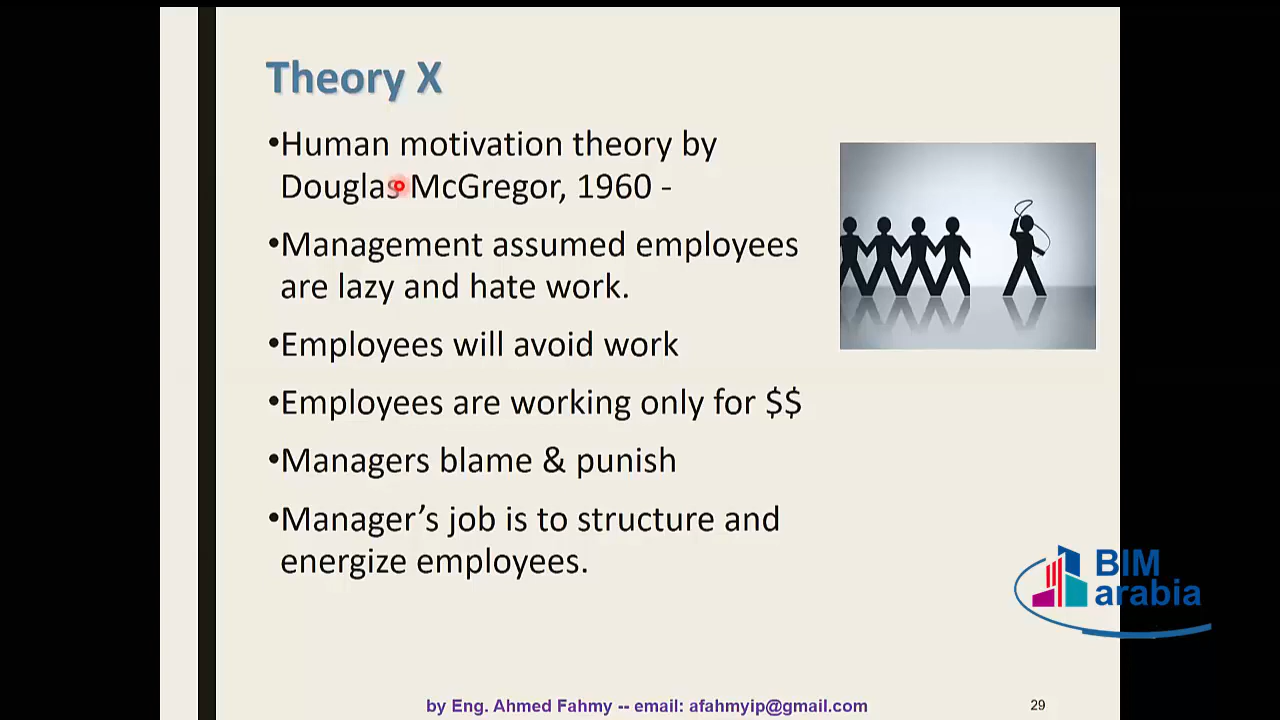 Theory X
•Human motivation theory by
Douglas McGregor, 1960 -
•Management assumed employees
are lazy and hate work.
•Employees will avoid work
•Employees are working only for $$
•Managers blame & punish
•Manager’s job is to structure and
energize employees.
BIM
arabia
by Eng. Ahmed Fahmy -- email: afahmyip@gmail.com
29